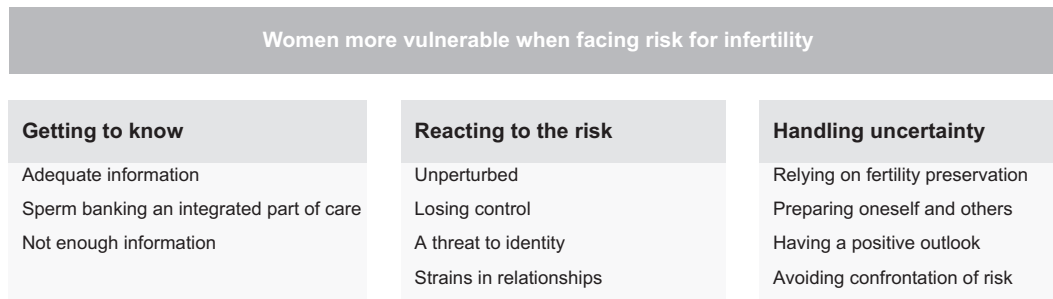 Women more vulnerable when facing risk for infertility
Getting to know
Adequate information
Sperm banking an integrated part of care
Not enough information
Reacting to the risk
Unperturbed
Losing control
A threat to identity
Strains in relationships
Handling uncertainty
Relying on fertility preservation
Preparing oneself and others
Having a positive outlook
Avoiding confrontation of risk